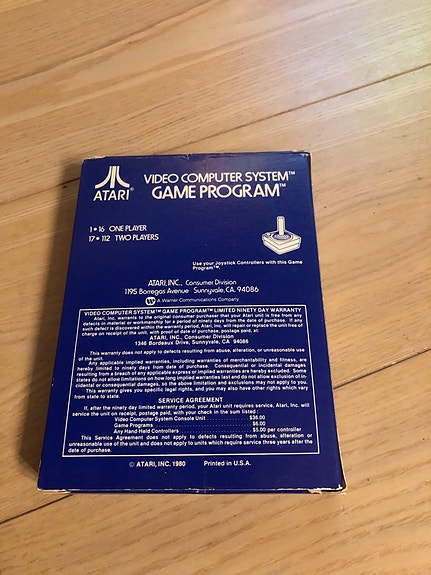 ATARI®
VIDEO COMPUTER SYSTEM™
GAME PROGRAM™
1•16 ONE PLAYER
17•112 TWO PLAYERS
Use your Joystick Controllers with this Game
Program™.
ATARI, INC., Consumer Division
1195 Borregas Avenue Sunnyvale, CA. 94086
A Warner Communications Company
VIDEO COMPUTER SYSTEM™ GAME PROGRAM™ LIMITED NINETY DAY WARRANTY
Atari, Inc. warrants to the original consumer purchaser that your Atari unit is free from any
defects in material or workmanship for a period of ninety days from the date of purchase. If any
such defect is discovered within the warranty period, Atari, Inc. will repair or replace the unit free of
charge on receipt of the unit, with proof of date of purchase, postage paid, at:
ATARI, INC., Consumer Division
1346 Bordeaux Drive, Sunnyvale, CA 94086
This warranty does not apply to defects resulting from abuse, alteration, or unreasonable use
of the unit.
Any applicable implied warranties, including warranties of merchantability and fitness, are
hereby limited to ninety days from date of purchase. Consequential or incidental damages
resulting from a breach of any applicable express or implied warranties are hereby excluded. Some
states do not allow limitations on how long implied warranties last and do not allow exclusion of in-
cidental or consequential damages, so the above limitation and exclusions may not apply to you.
This warranty gives you specific legal rights, and you may also have other rights which vary
from state to state.
SERVICE AGREEMENT
If, after the ninety day limited warranty period, your Atari unit requires service, Atari, Inc. will
service the unit on receipt, postage paid, with your check in the sum listed:
Video Computer System Console Unit $36.00
Game Programs $5.00
Any Hand-Held Controllers $5.00 per controller
This Service Agreement does not apply to defects resulting from abuse, alteration or
unreasonable use of the unit and does not apply to units which require service three years after the
date of purchase.
© ATARI, INC. 1980 Printed in U.S.A.